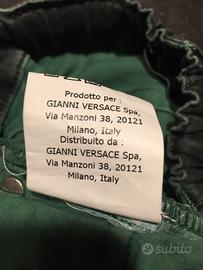 Prodotto per :
GIANNI VERSACE Spa,
Via Manzoni 38, 20121
Milano, Italy
Distribuito da :
GIANNI VERSACE Spa,
Via Manzoni 38, 20121
Milano, Italy
subito